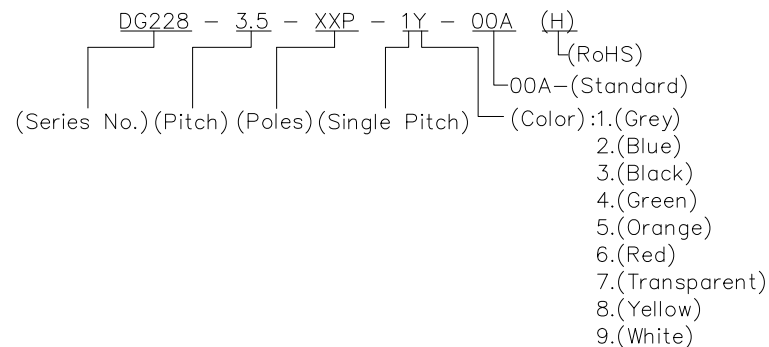 DG228 - 3.5 - XXP - 1Y - 00A (H)
(RoHS)
00A-(Standard)
(Series No.) (Pitch) (Poles) (Single Pitch) (Color):1.(Grey)
2.(Blue)
3.(Black)
4.(Green)
5.(Orange)
6.(Red)
7.(Transparent)
8.(Yellow)
9.(White)